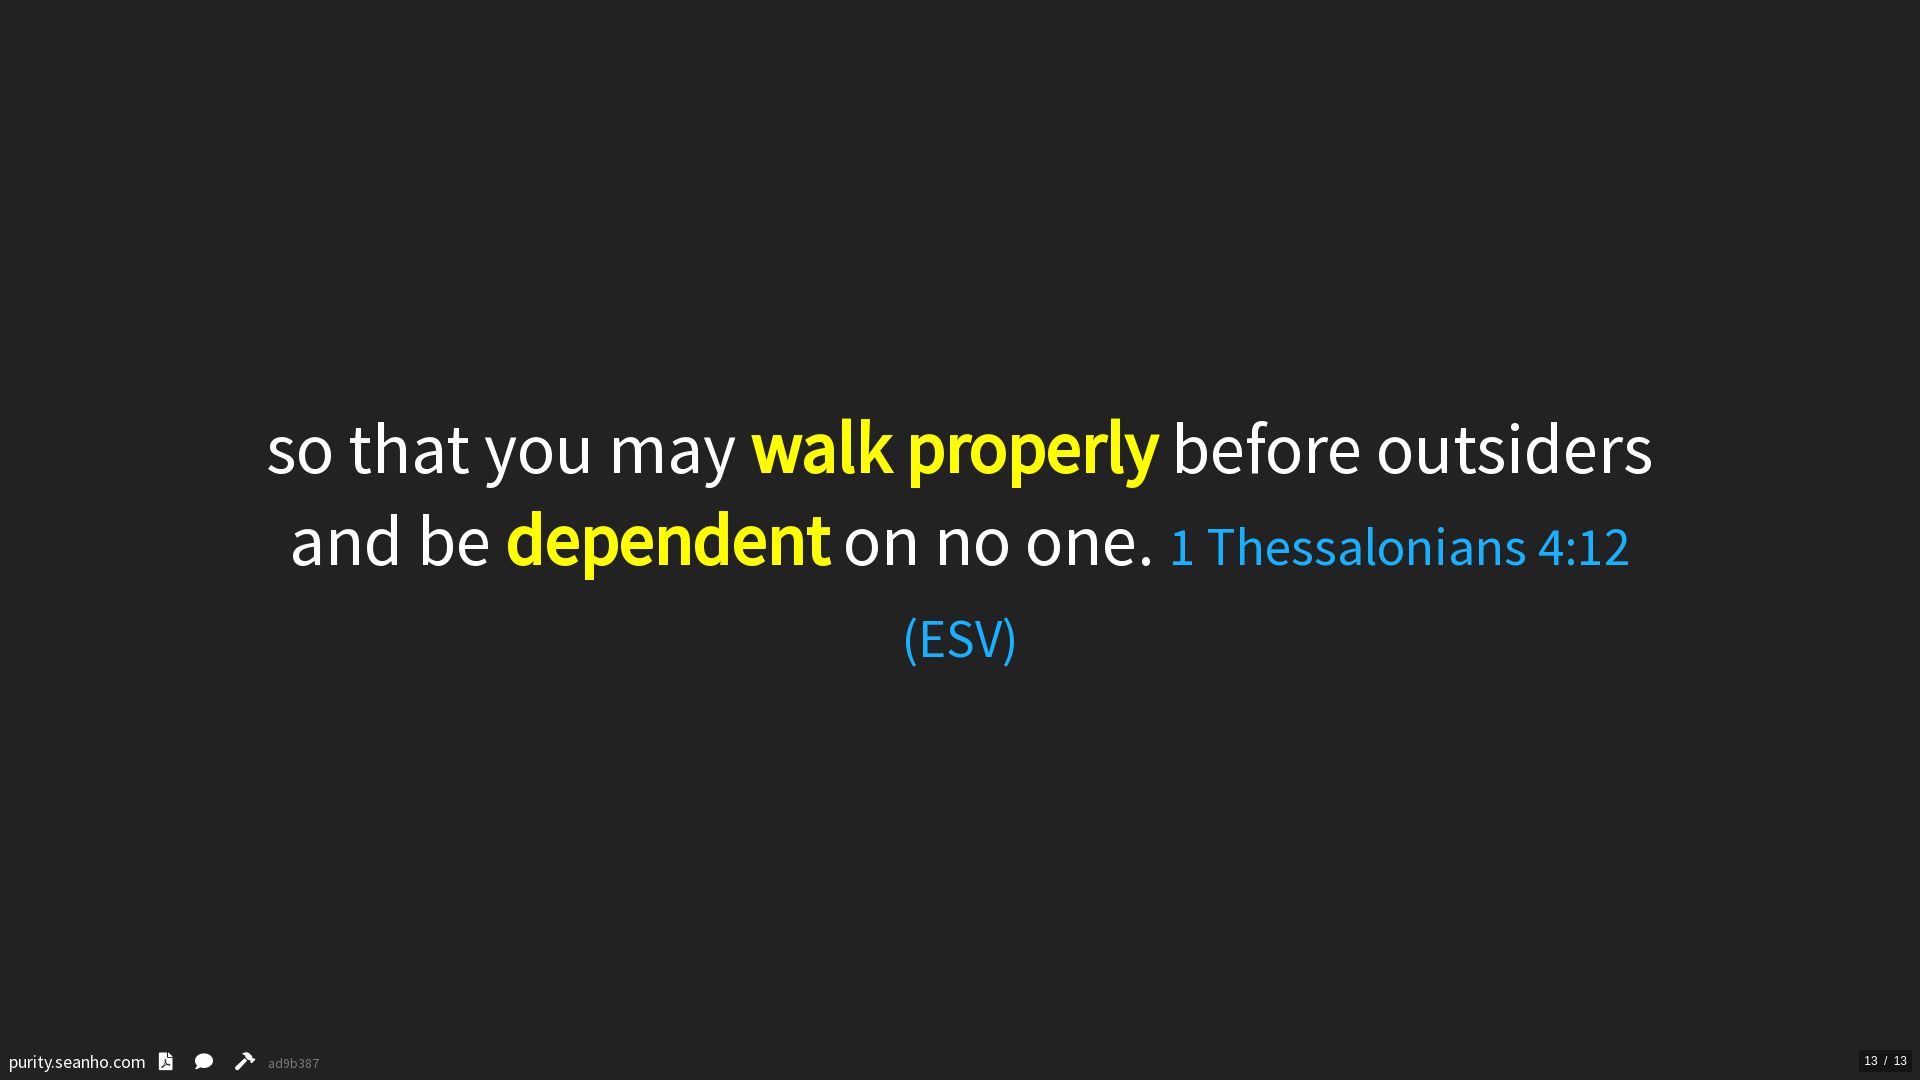 so that you may walk properly before outsiders
and be dependent on no one. 1 Thessalonians 4:12
(ESV)
purity.seanho.com ad9b387
13 / 13